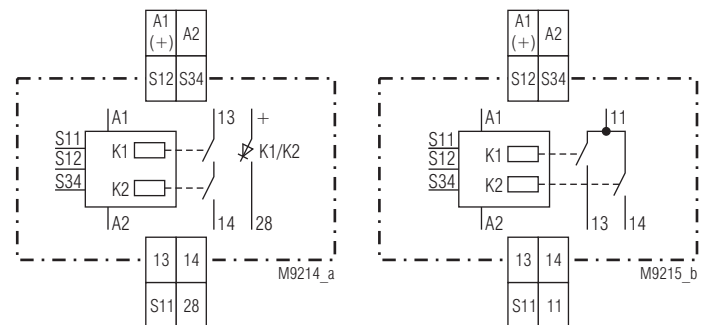 A1 (+) A2
S12 S34
A1 13 +
S11
S12 K1 K1/K2
S34 K2
A2 14 28
13 14
S11 28
M9214_a
A1 (+) A2
S12 S34
A1 11
S11
S12 K1
S34 K2
A2 13 14
13 14
S11 11
M9215_b